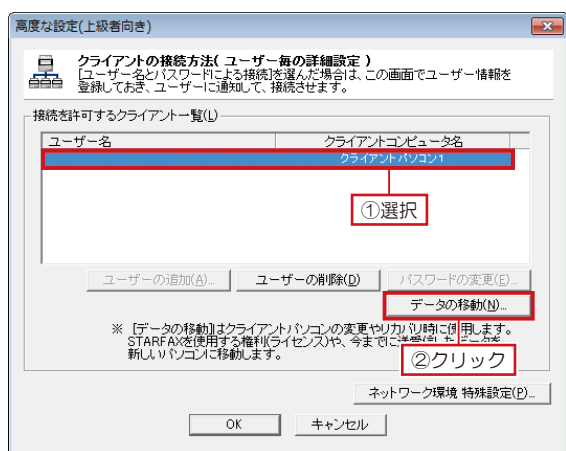 高度な設定(上級者向き)
クライアントの接続方法( ユーザー毎の詳細設定 )
[ユーザー名とパスワードによる接続]を選んだ場合は、この画面でユーザー情報を
登録しておき、ユーザーに通知して、接続させます。
接続を許可するクライアント一覧(L)
ユーザー名 クライアントコンピュータ名
クライアントパソコン1
①選択
ユーザーの追加(A)... ユーザーの削除(D) パスワードの変更(E)...
データの移動(N)...
※ [データの移動]はクライアントパソコンの変更やリカバリ時に使用します。
STARFAXを使用する権利(ライセンス)や、今までに送受信したデータを
新しいパソコンに移動します。
②クリック
ネットワーク環境 特殊設定(P)...
OK キャンセル